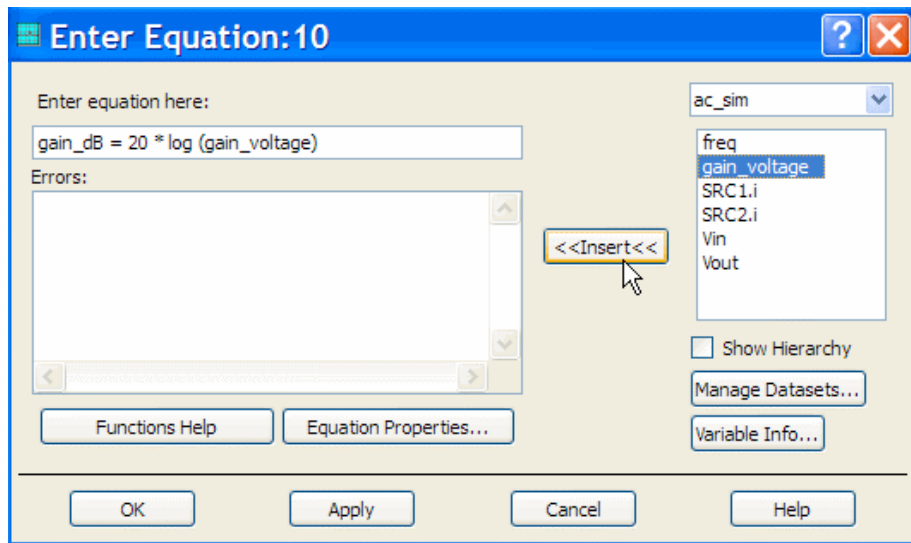 Enter Equation:10
?
Enter equation here:
gain_dB = 20 * log (gain_voltage)
Errors:
<<Insert<<
ac_sim
freq
gain_voltage
SRC1.i
SRC2.i
Vin
Vout
Show Hierarchy
Manage Datasets...
Variable Info...
Functions Help
Equation Properties...
OK
Apply
Cancel
Help